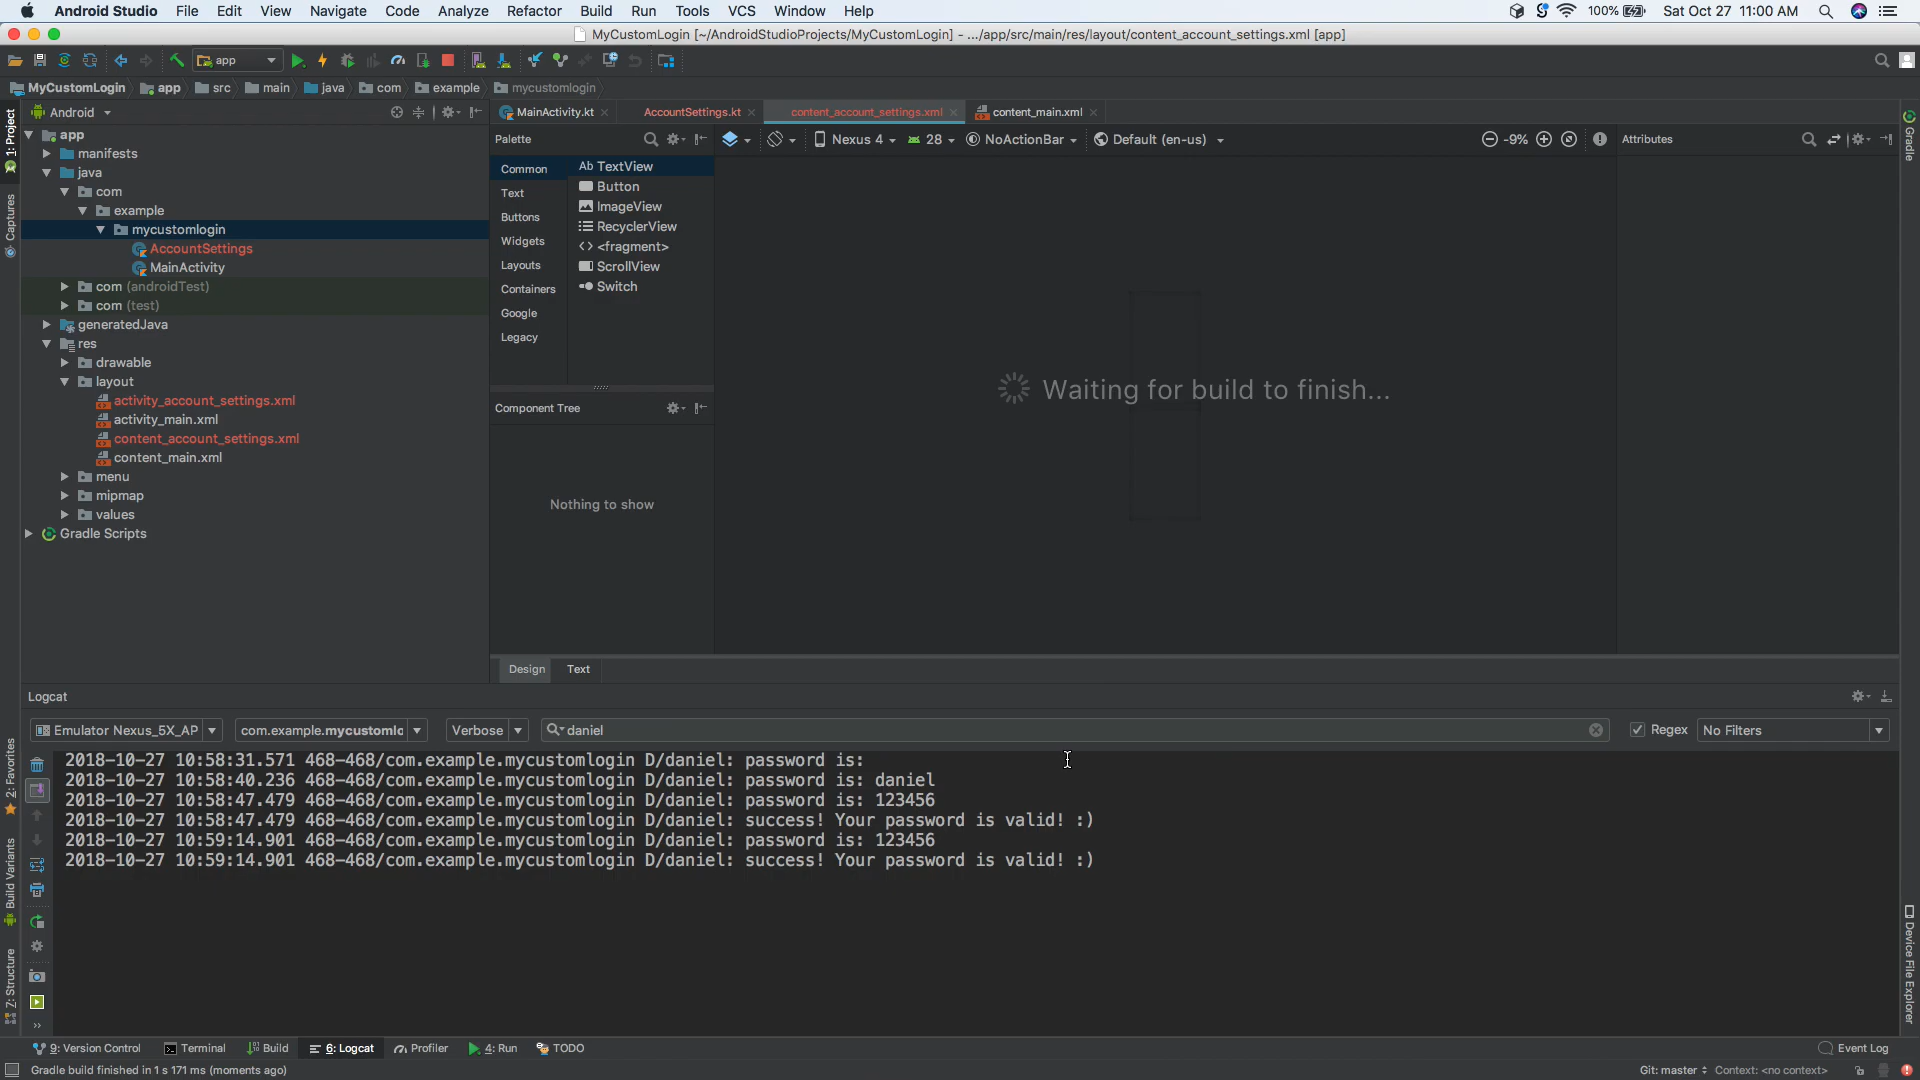 Android Studio File Edit View Navigate Code Analyze Refactor Build Run Tools VCS Window Help 100% Sat Oct 27 11:00 AM
MyCustomLogin [~/AndroidStudioProjects/MyCustomLogin] - .../app/src/main/res/layout/content_account_settings.xml [app]
app
MyCustomLogin app src main java com example mycustomlogin
Android
MainActivity.kt AccountSettings.kt content_account_settings.xml content_main.xml
Palette
Nexus 4 28 NoActionBar Default (en-us) -9%
Attributes
1: Project
Captures
2: Favorites
Build Variants
Z: Structure
Gradle
Device File Explorer
app
manifests
java
com
example
mycustomlogin
AccountSettings
MainActivity
com (androidTest)
com (test)
generatedJava
res
drawable
layout
activity_account_settings.xml
activity_main.xml
content_account_settings.xml
content_main.xml
menu
mipmap
values
Gradle Scripts
Common
Text
Buttons
Widgets
Layouts
Containers
Google
Legacy
Ab TextView
Button
ImageView
RecyclerView
<> <fragment>
ScrollView
Switch
Component Tree
Nothing to show
Waiting for build to finish...
Design Text
Logcat
Emulator Nexus_5X_AP com.example.mycustomlc Verbose daniel Regex No Filters
2018-10-27 10:58:31.571 468-468/com.example.mycustomlogin D/daniel: password is:
2018-10-27 10:58:40.236 468-468/com.example.mycustomlogin D/daniel: password is: daniel
2018-10-27 10:58:47.479 468-468/com.example.mycustomlogin D/daniel: password is: 123456
2018-10-27 10:58:47.479 468-468/com.example.mycustomlogin D/daniel: success! Your password is valid! :)
2018-10-27 10:59:14.901 468-468/com.example.mycustomlogin D/daniel: password is: 123456
2018-10-27 10:59:14.901 468-468/com.example.mycustomlogin D/daniel: success! Your password is valid! :)
9: Version Control Terminal Build 6: Logcat Profiler 4: Run TODO Event Log
Gradle build finished in 1 s 171 ms (moments ago) Git: master Context: <no context>